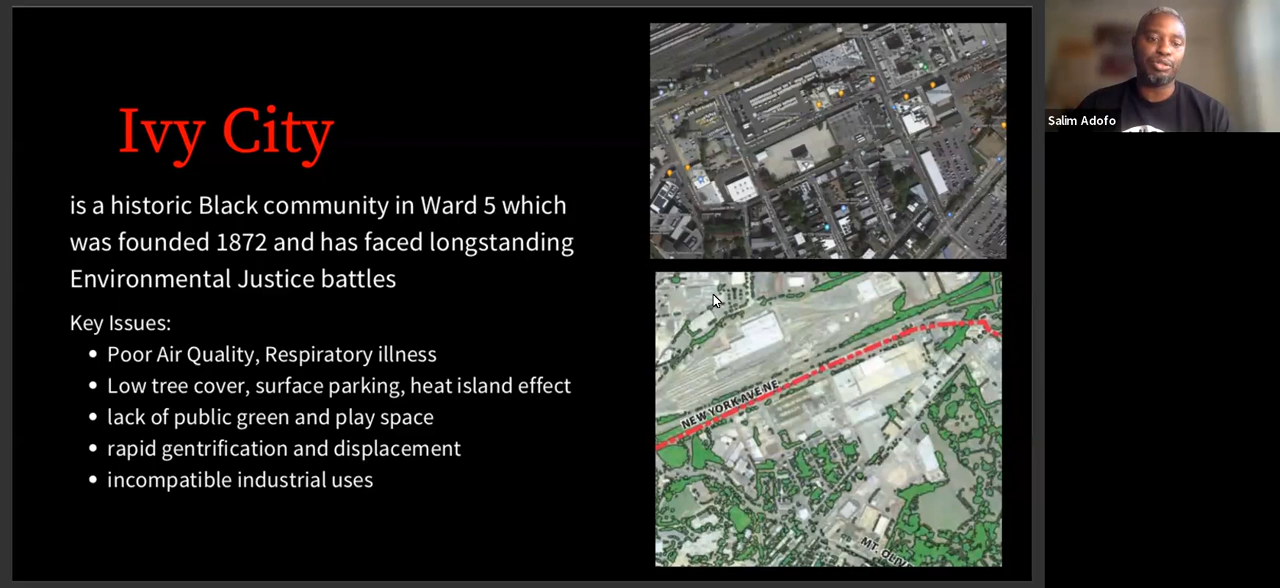 Ivy City
is a historic Black community in Ward 5 which
was founded 1872 and has faced longstanding
Environmental Justice battles
Key Issues:
• Poor Air Quality, Respiratory illness
• Low tree cover, surface parking, heat island effect
• lack of public green and play space
• rapid gentrification and displacement
• incompatible industrial uses
NEW YORK AVE NE
MT. OLIV
Salim Adofo